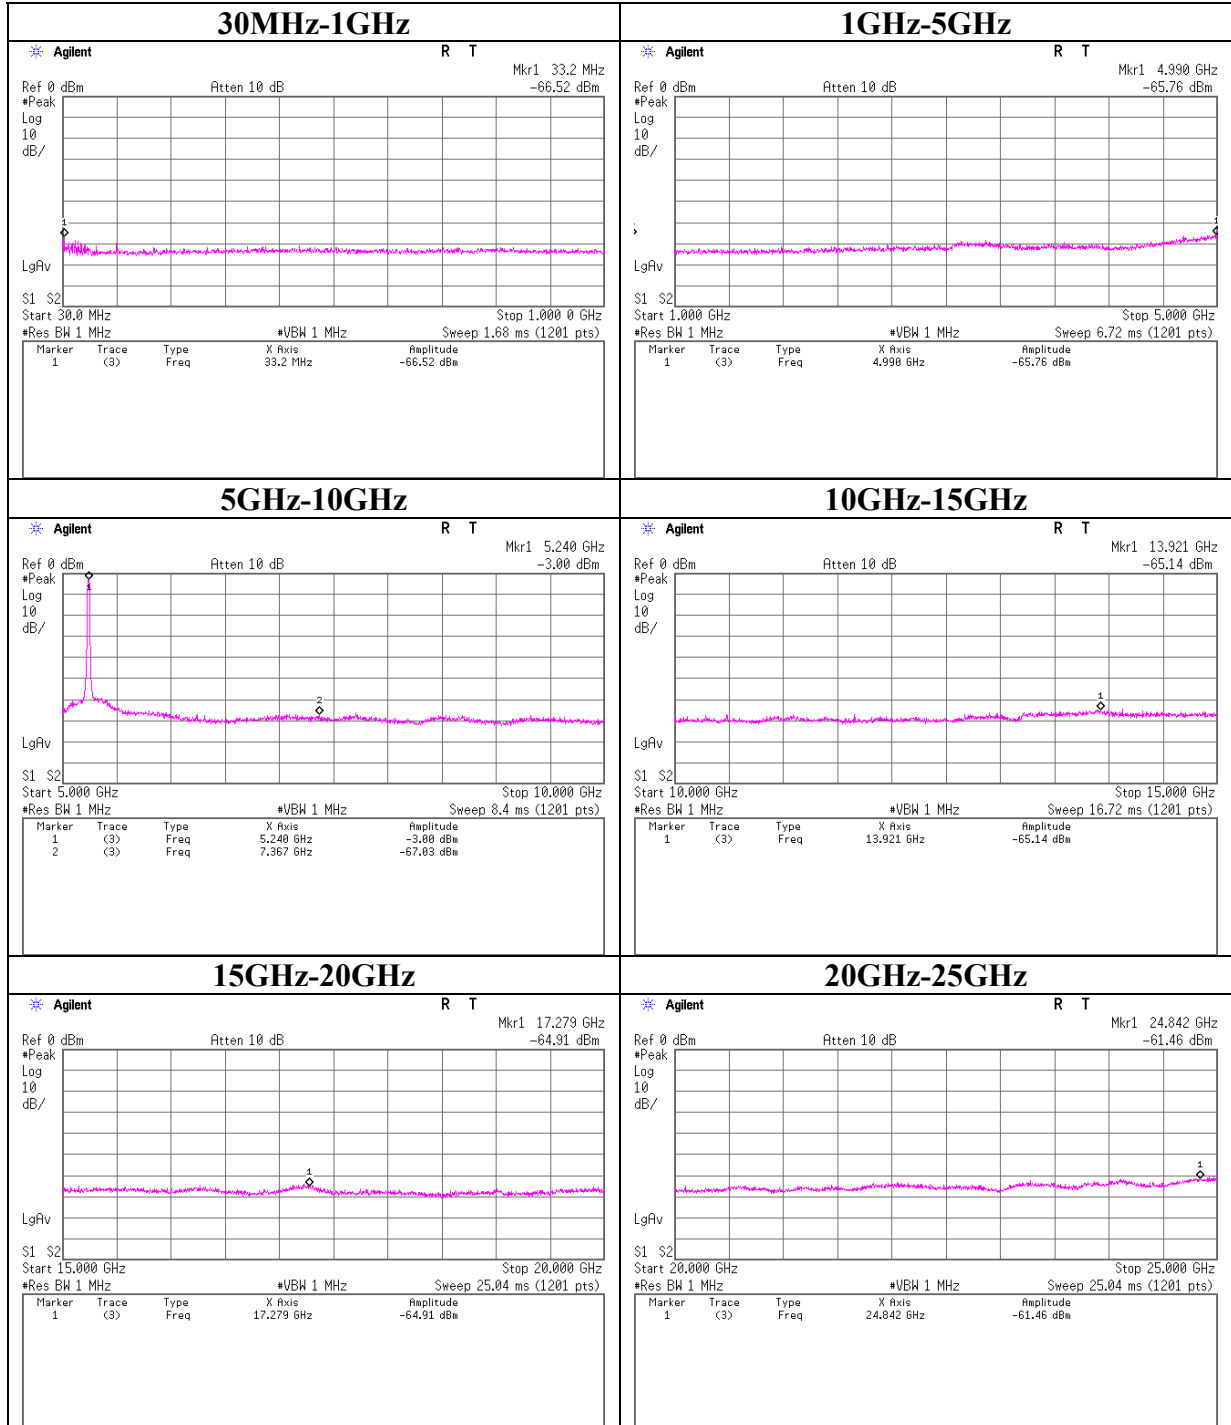 30MHz-1GHz
Agilent R T
Mkr1 33.2 MHz
Ref 0 dBm Atten 10 dB -66.52 dBm
#Peak
Log
10
dB/
1
LgAv
S1 S2
Start 30.0 MHz Stop 1.000 0 GHz
#Res BW 1 MHz #VBW 1 MHz Sweep 1.68 ms (1201 pts)
Marker Trace Type X Axis Amplitude
1 (3) Freq 33.2 MHz -66.52 dBm
1GHz-5GHz
Agilent R T
Mkr1 4.990 GHz
Ref 0 dBm Atten 10 dB -65.76 dBm
#Peak
Log
10
dB/
1
LgAv
S1 S2
Start 1.000 GHz Stop 5.000 GHz
#Res BW 1 MHz #VBW 1 MHz Sweep 6.72 ms (1201 pts)
Marker Trace Type X Axis Amplitude
1 (3) Freq 4.990 GHz -65.76 dBm
5GHz-10GHz
Agilent R T
Mkr1 5.240 GHz
Ref 0 dBm Atten 10 dB -3.00 dBm
#Peak
1
Log
10
dB/
2
LgAv
S1 S2
Start 5.000 GHz Stop 10.000 GHz
#Res BW 1 MHz #VBW 1 MHz Sweep 8.4 ms (1201 pts)
Marker Trace Type X Axis Amplitude
1 (3) Freq 5.240 GHz -3.00 dBm
2 (3) Freq 7.367 GHz -67.03 dBm
10GHz-15GHz
Agilent R T
Mkr1 13.921 GHz
Ref 0 dBm Atten 10 dB -65.14 dBm
#Peak
Log
10
dB/
1
LgAv
S1 S2
Start 10.000 GHz Stop 15.000 GHz
#Res BW 1 MHz #VBW 1 MHz Sweep 16.72 ms (1201 pts)
Marker Trace Type X Axis Amplitude
1 (3) Freq 13.921 GHz -65.14 dBm
15GHz-20GHz
Agilent R T
Mkr1 17.279 GHz
Ref 0 dBm Atten 10 dB -64.91 dBm
#Peak
Log
10
dB/
1
LgAv
S1 S2
Start 15.000 GHz Stop 20.000 GHz
#Res BW 1 MHz #VBW 1 MHz Sweep 25.04 ms (1201 pts)
Marker Trace Type X Axis Amplitude
1 (3) Freq 17.279 GHz -64.91 dBm
20GHz-25GHz
Agilent R T
Mkr1 24.842 GHz
Ref 0 dBm Atten 10 dB -61.46 dBm
#Peak
Log
10
dB/
1
LgAv
S1 S2
Start 20.000 GHz Stop 25.000 GHz
#Res BW 1 MHz #VBW 1 MHz Sweep 25.04 ms (1201 pts)
Marker Trace Type X Axis Amplitude
1 (3) Freq 24.842 GHz -61.46 dBm